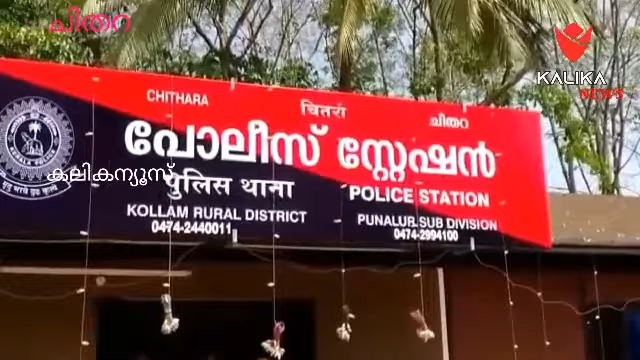 ചിതറ
KALIKA
NEWS
CHITHARA
चितरा
ചിതറ
പോലീസ് സ്റ്റേഷൻ
കലികന്യൂസ്
पुलिस थाना
POLICE STATION
KOLLAM RURAL DISTRICT
PUNALUR SUB DIVISION
0474-2440011
0474-2994100